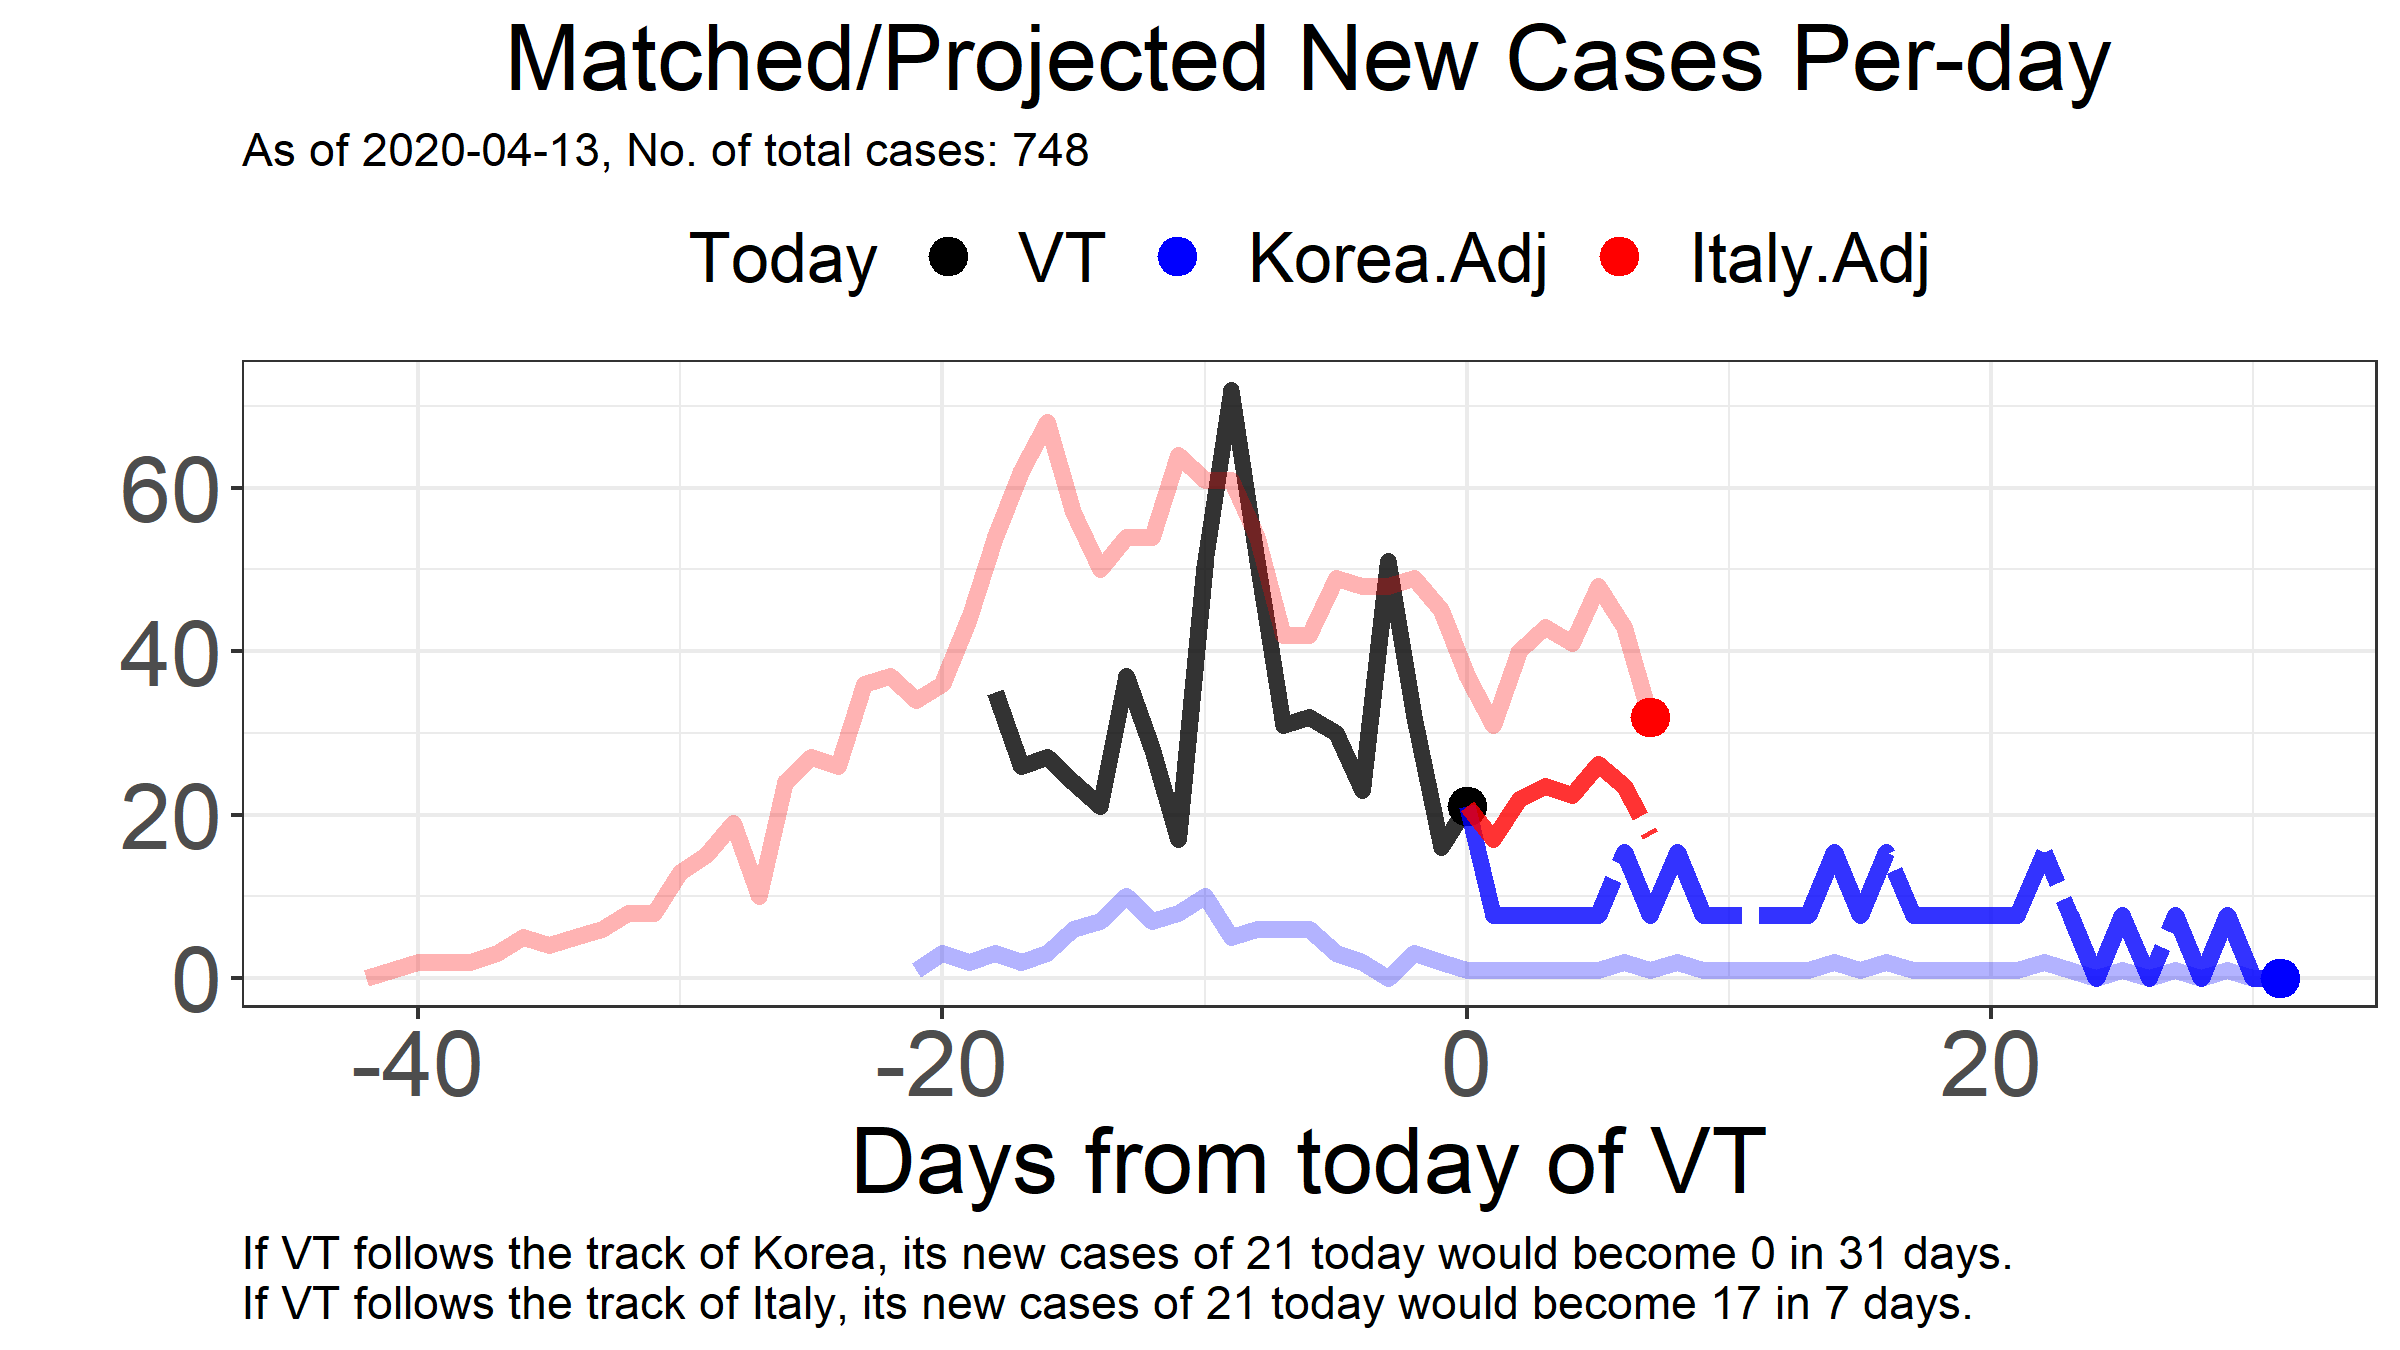 Matched/Projected New Cases Per-day
As of 2020-04-13, No. of total cases: 748
Today VT Korea.Adj Italy.Adj
60
40
20
0
-40 -20 0 20
Days from today of VT
If VT follows the track of Korea, its new cases of 21 today would become 0 in 31 days.
If VT follows the track of Italy, its new cases of 21 today would become 17 in 7 days.